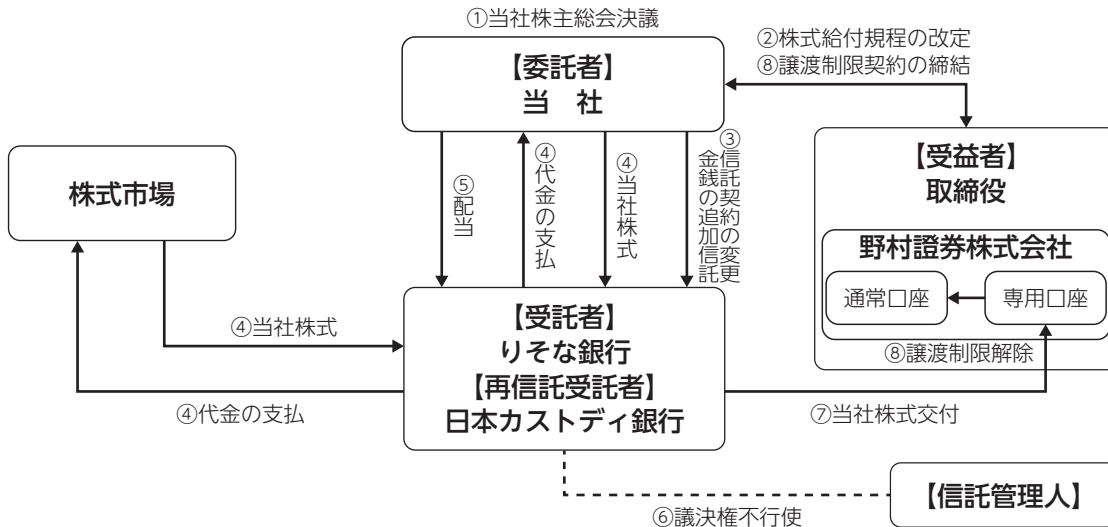 ①当社株主総会決議
②株式給付規程の改定
⑧譲渡制限契約の締結
【委託者】
当　社
【受益者】
取締役
株式市場
⑤配当
④代金の支払
④当社株式
③信託契約の変更
金銭の追加信託
野村證券株式会社
通常口座
専用口座
⑧譲渡制限解除
④当社株式
【受託者】
りそな銀行
【再信託受託者】
日本カストディ銀行
④代金の支払
⑦当社株式交付
【信託管理人】
⑥議決権不行使